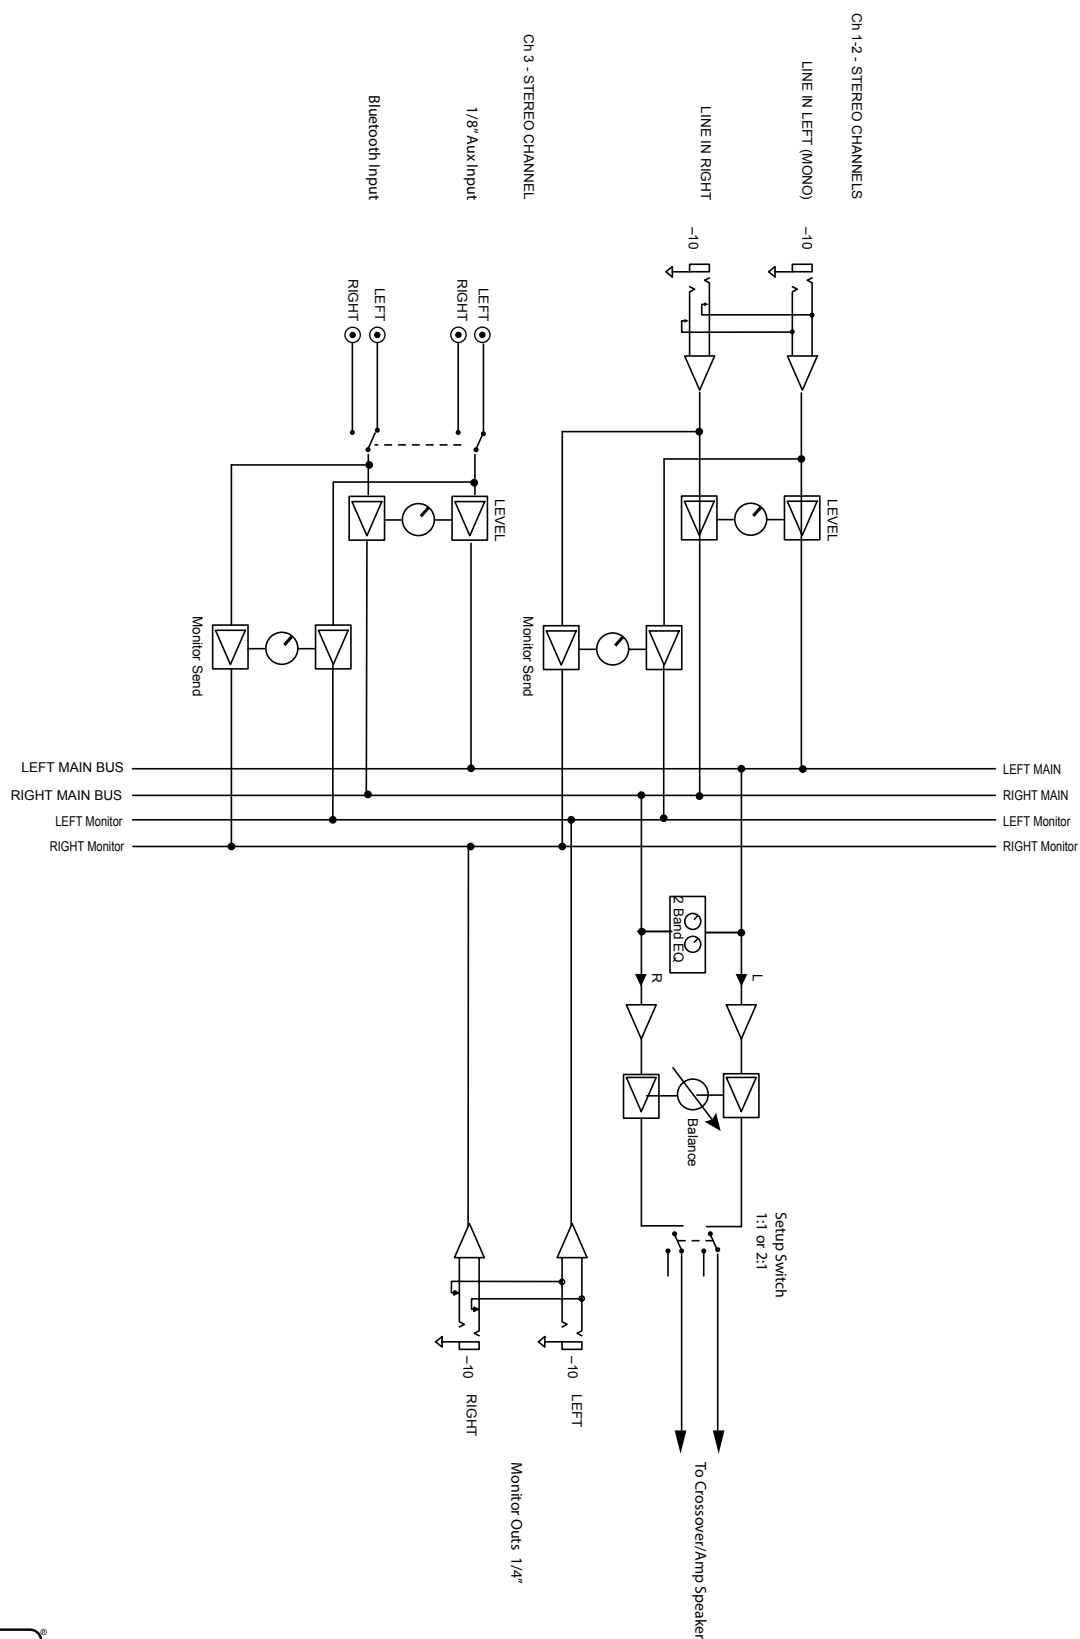 Ch 1-2 - STEREO CHANNELS
LINE IN LEFT (MONO)
–10
LINE IN RIGHT
–10
LEVEL
Monitor Send
Ch 3 - STEREO CHANNEL
1/8" Aux Input
LEFT
RIGHT
Bluetooth Input
LEFT
RIGHT
LEVEL
Monitor Send
LEFT MAIN BUS
RIGHT MAIN BUS
LEFT Monitor
RIGHT Monitor
LEFT MAIN
RIGHT MAIN
LEFT Monitor
RIGHT Monitor
2 Band EQ
L
R
Balance
Setup Switch
1:1 or 2:1
To Crossover/Amp Speaker
–10 LEFT
–10 RIGHT
Monitor Outs 1/4"
®